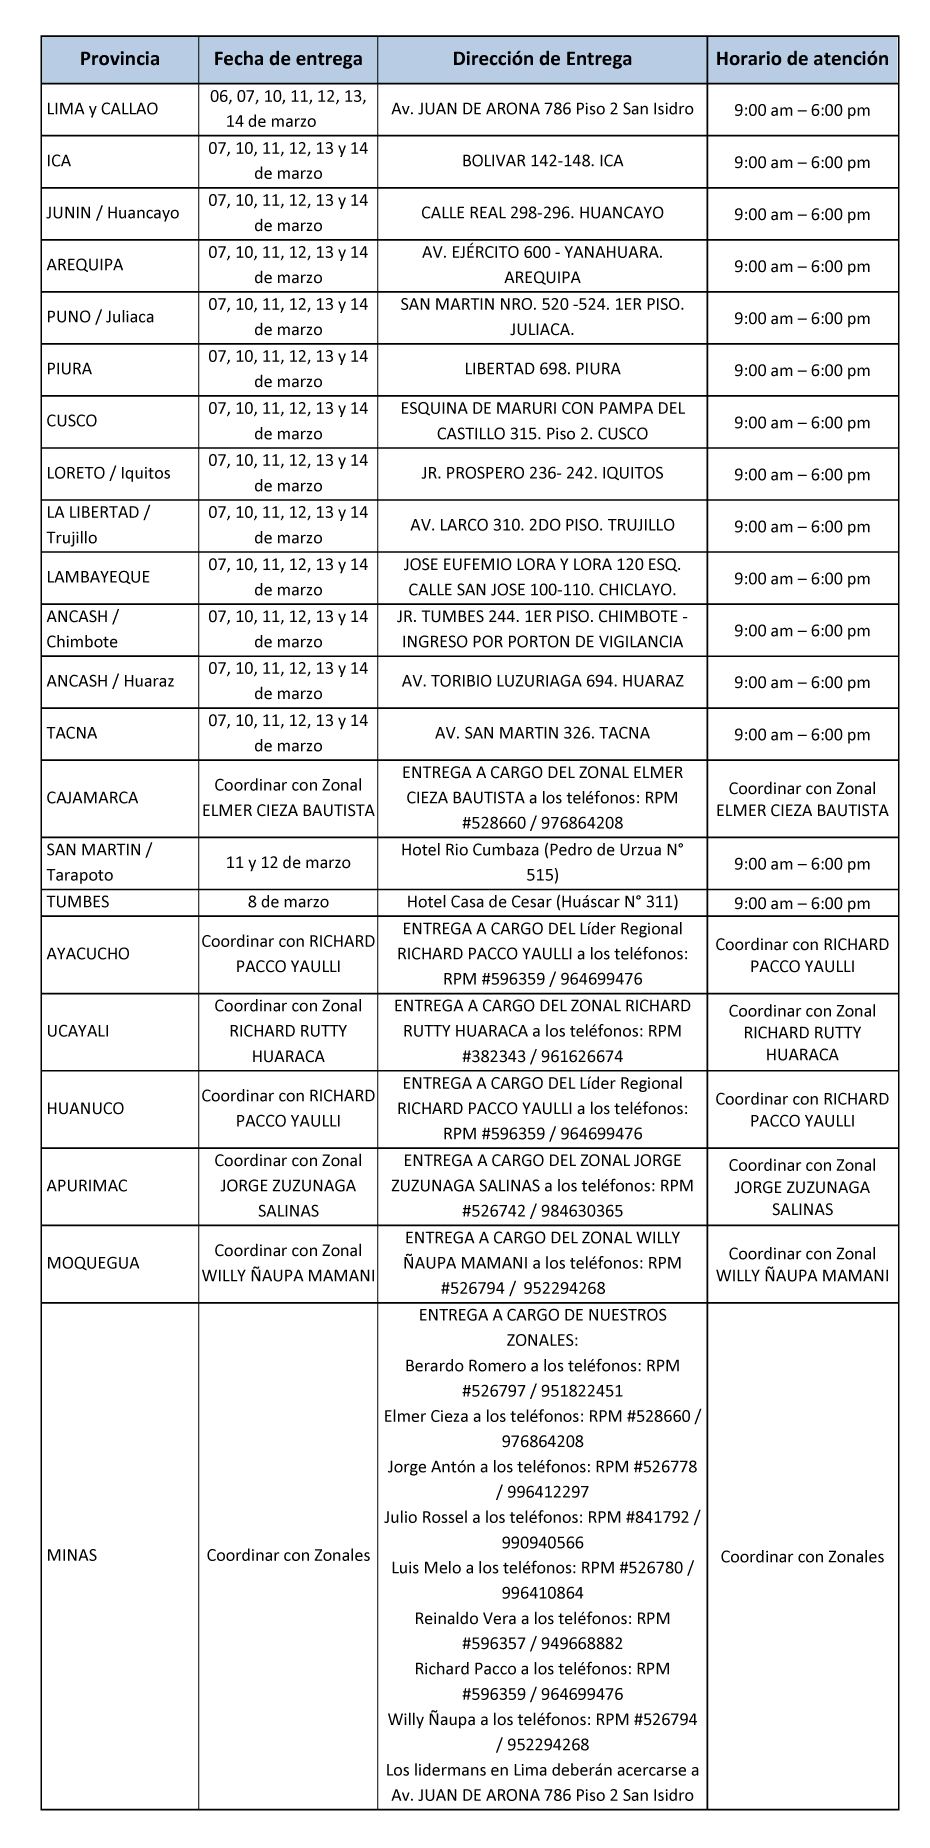 Provincia
Fecha de entrega
Dirección de Entrega
Horario de atención
LIMA y CALLAO
06, 07, 10, 11, 12, 13,
14 de marzo
Av. JUAN DE ARONA 786 Piso 2 San Isidro
9:00 am – 6:00 pm
ICA
07, 10, 11, 12, 13 y 14
de marzo
BOLIVAR 142-148. ICA
9:00 am – 6:00 pm
JUNIN / Huancayo
07, 10, 11, 12, 13 y 14
de marzo
CALLE REAL 298-296. HUANCAYO
9:00 am – 6:00 pm
AREQUIPA
07, 10, 11, 12, 13 y 14
de marzo
AV. EJÉRCITO 600 - YANAHUARA.
AREQUIPA
9:00 am – 6:00 pm
PUNO / Juliaca
07, 10, 11, 12, 13 y 14
de marzo
SAN MARTIN NRO. 520 -524. 1ER PISO.
JULIACA.
9:00 am – 6:00 pm
PIURA
07, 10, 11, 12, 13 y 14
de marzo
LIBERTAD 698. PIURA
9:00 am – 6:00 pm
CUSCO
07, 10, 11, 12, 13 y 14
de marzo
ESQUINA DE MARURI CON PAMPA DEL
CASTILLO 315. Piso 2. CUSCO
9:00 am – 6:00 pm
LORETO / Iquitos
07, 10, 11, 12, 13 y 14
de marzo
JR. PROSPERO 236- 242. IQUITOS
9:00 am – 6:00 pm
LA LIBERTAD /
Trujillo
07, 10, 11, 12, 13 y 14
de marzo
AV. LARCO 310. 2DO PISO. TRUJILLO
9:00 am – 6:00 pm
LAMBAYEQUE
07, 10, 11, 12, 13 y 14
de marzo
JOSE EUFEMIO LORA Y LORA 120 ESQ.
CALLE SAN JOSE 100-110. CHICLAYO.
9:00 am – 6:00 pm
ANCASH /
Chimbote
07, 10, 11, 12, 13 y 14
de marzo
JR. TUMBES 244. 1ER PISO. CHIMBOTE -
INGRESO POR PORTON DE VIGILANCIA
9:00 am – 6:00 pm
ANCASH / Huaraz
07, 10, 11, 12, 13 y 14
de marzo
AV. TORIBIO LUZURIAGA 694. HUARAZ
9:00 am – 6:00 pm
TACNA
07, 10, 11, 12, 13 y 14
de marzo
AV. SAN MARTIN 326. TACNA
9:00 am – 6:00 pm
CAJAMARCA
Coordinar con Zonal
ELMER CIEZA BAUTISTA
ENTREGA A CARGO DEL ZONAL ELMER
CIEZA BAUTISTA a los teléfonos: RPM
#528660 / 976864208
Coordinar con Zonal
ELMER CIEZA BAUTISTA
SAN MARTIN /
Tarapoto
11 y 12 de marzo
Hotel Rio Cumbaza (Pedro de Urzua N°
515)
9:00 am – 6:00 pm
TUMBES
8 de marzo
Hotel Casa de Cesar (Huáscar N° 311)
9:00 am – 6:00 pm
AYACUCHO
Coordinar con RICHARD
PACCO YAULLI
ENTREGA A CARGO DEL Líder Regional
RICHARD PACCO YAULLI a los teléfonos:
RPM #596359 / 964699476
Coordinar con RICHARD
PACCO YAULLI
UCAYALI
Coordinar con Zonal
RICHARD RUTTY
HUARACA
ENTREGA A CARGO DEL ZONAL RICHARD
RUTTY HUARACA a los teléfonos: RPM
#382343 / 961626674
Coordinar con Zonal
RICHARD RUTTY
HUARACA
HUANUCO
Coordinar con RICHARD
PACCO YAULLI
ENTREGA A CARGO DEL Líder Regional
RICHARD PACCO YAULLI a los teléfonos:
RPM #596359 / 964699476
Coordinar con RICHARD
PACCO YAULLI
APURIMAC
Coordinar con Zonal
JORGE ZUZUNAGA
SALINAS
ENTREGA A CARGO DEL ZONAL JORGE
ZUZUNAGA SALINAS a los teléfonos: RPM
#526742 / 984630365
Coordinar con Zonal
JORGE ZUZUNAGA
SALINAS
MOQUEGUA
Coordinar con Zonal
WILLY ÑAUPA MAMANI
ENTREGA A CARGO DEL ZONAL WILLY
ÑAUPA MAMANI a los teléfonos: RPM
#526794 / 952294268
Coordinar con Zonal
WILLY ÑAUPA MAMANI
MINAS
Coordinar con Zonales
ENTREGA A CARGO DE NUESTROS
ZONALES:
Berardo Romero a los teléfonos: RPM
#526797 / 951822451
Elmer Cieza a los teléfonos: RPM #528660 /
976864208
Jorge Antón a los teléfonos: RPM #526778
/ 996412297
Julio Rossel a los teléfonos: RPM #841792 /
990940566
Luis Melo a los teléfonos: RPM #526780 /
996410864
Reinaldo Vera a los teléfonos: RPM
#596357 / 949668882
Richard Pacco a los teléfonos: RPM
#596359 / 964699476
Willy Ñaupa a los teléfonos: RPM #526794
/ 952294268
Los lidermans en Lima deberán acercarse a
Av. JUAN DE ARONA 786 Piso 2 San Isidro
Coordinar con Zonales